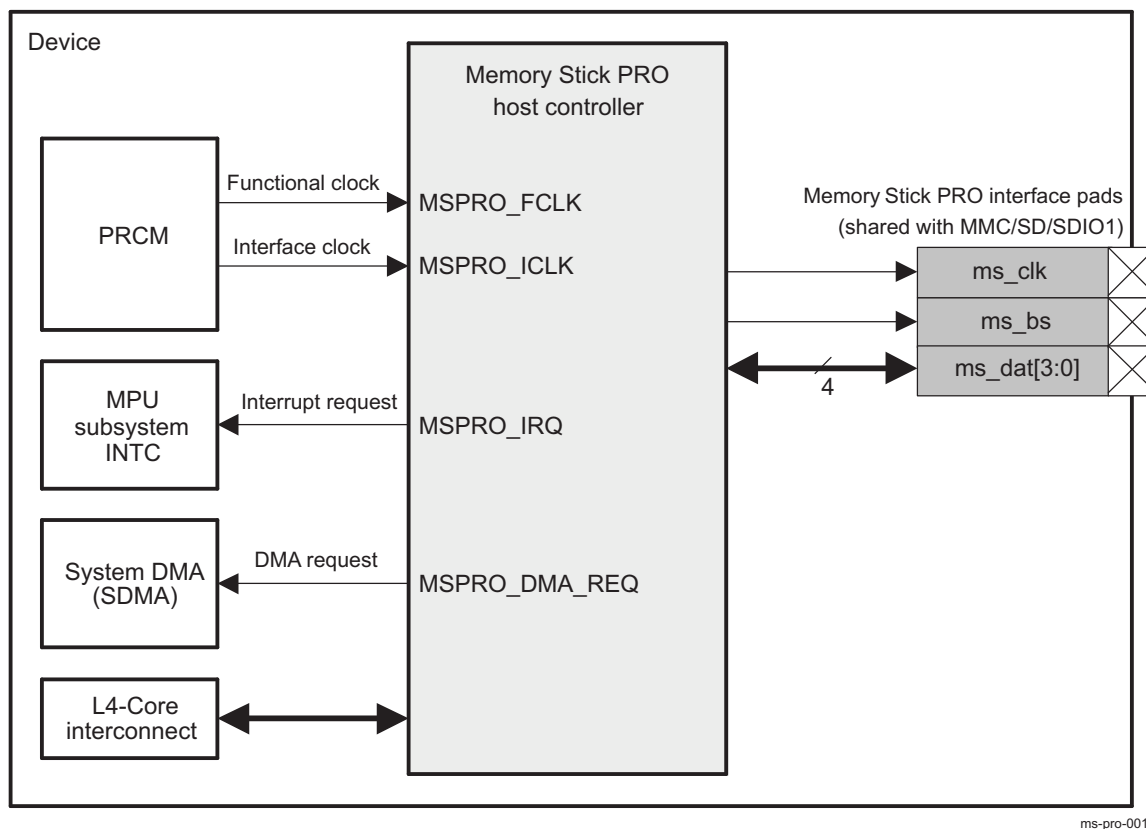 Device
Memory Stick PRO
host controller
PRCM
Functional clock
MSPRO_FCLK
Interface clock
MSPRO_ICLK
Memory Stick PRO interface pads
(shared with MMC/SD/SDIO1)
ms_clk
ms_bs
ms_dat[3:0]
4
MPU
subsystem
INTC
Interrupt request
MSPRO_IRQ
System DMA
(SDMA)
DMA request
MSPRO_DMA_REQ
L4-Core
interconnect
ms-pro-001